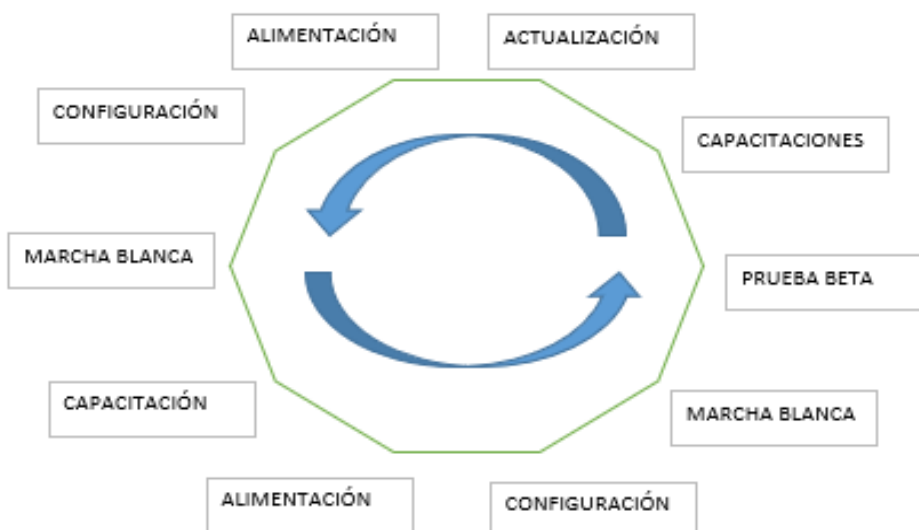 ALIMENTACIÓN
ACTUALIZACIÓN
CONFIGURACIÓN
CAPACITACIONES
MARCHA BLANCA
PRUEBA BETA
CAPACITACIÓN
MARCHA BLANCA
ALIMENTACIÓN
CONFIGURACIÓN